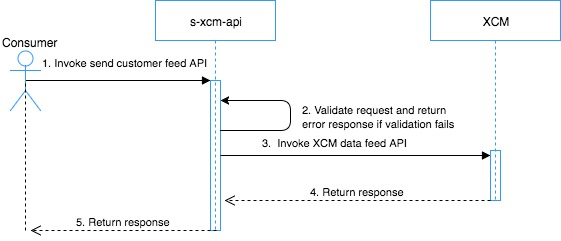 s-xcm-api
XCM
Consumer
1. Invoke send customer feed API
2. Validate request and return
error response if validation fails
3. Invoke XCM data feed API
4. Return response
5. Return response